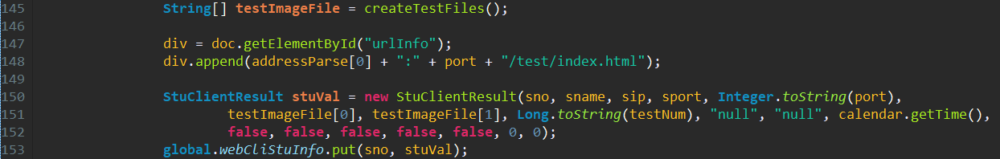 145 String[] testImageFile = createTestFiles();
146
147 div = doc.getElementById("urlInfo");
148 div.append(addressParse[0] + ":" + port + "/test/index.html");
149
150 StuClientResult stuVal = new StuClientResult(sno, sname, sip, sport, Integer.toString(port),
151 testImageFile[0], testImageFile[1], Long.toString(testNum), "null", "null", calendar.getTime(),
152 false, false, false, false, false, 0, 0);
153 global.webCliStuInfo.put(sno, stuVal);